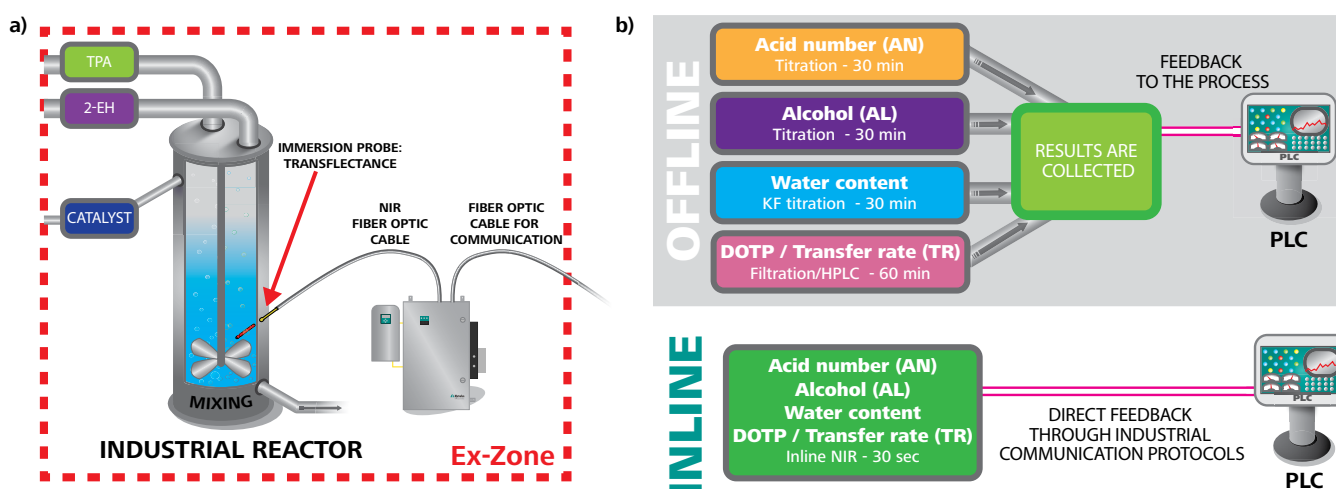 a)
TPA
2-EH
CATALYST
IMMERSION PROBE:
TRANSFLECTANCE
NIR
FIBER OPTIC
CABLE
FIBER OPTIC
CABLE FOR
COMMUNICATION
MIXING
INDUSTRIAL REACTOR
Ex-Zone
b)
OFFLINE
Acid number (AN)
Titration - 30 min
Alcohol (AL)
Titration - 30 min
Water content
KF titration - 30 min
DOTP / Transfer rate (TR)
Filtration/HPLC - 60 min
RESULTS ARE
COLLECTED
FEEDBACK
TO THE PROCESS
PLC
PLC
INLINE
Acid number (AN)
Alcohol (AL)
Water content
DOTP / Transfer rate (TR)
Inline NIR - 30 sec
DIRECT FEEDBACK
THROUGH INDUSTRIAL
COMMUNICATION PROTOCOLS
PLC
PLC